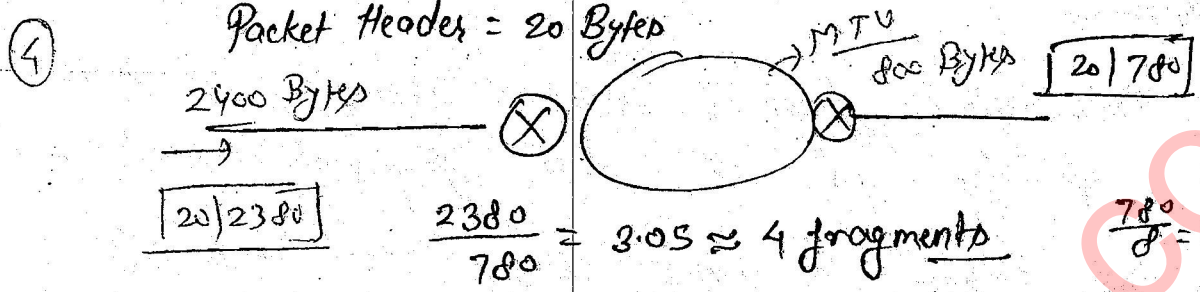 4
Packet Header = 20 Bytes
2400 Bytes
MTU
800 Bytes
20 | 780
20 | 2380
2380 / 780 = 3.05 ≈ 4 fragments
780 / 8 =